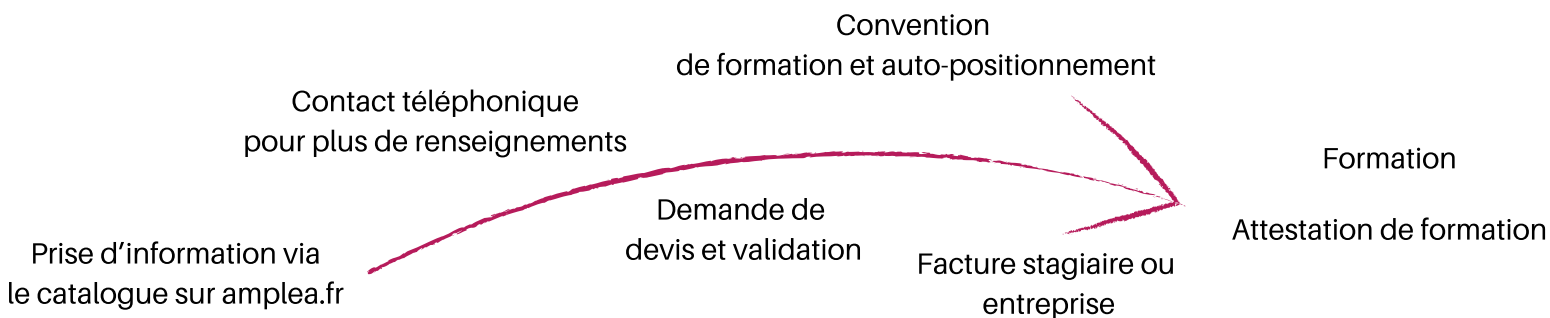 Prise d’information via
le catalogue sur amplea.fr
Contact téléphonique
pour plus de renseignements
Demande de
devis et validation
Convention
de formation et auto-positionnement
Facture stagiaire ou
entreprise
Formation
Attestation de formation